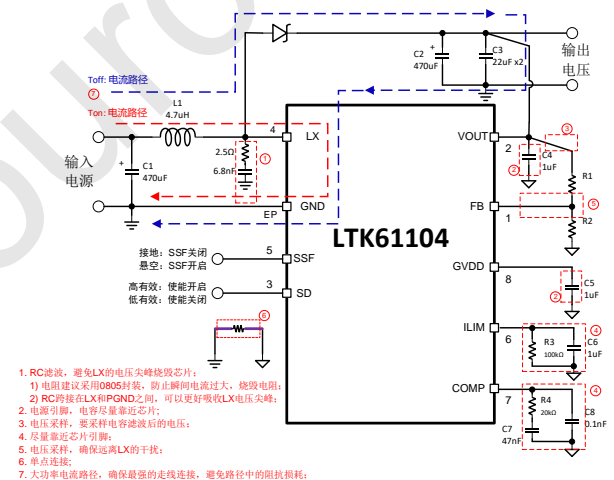 Toff: 电流路径
⑦
Ton: 电流路径
L1
4.7uH
C2
470uF
C3
22uF x2
输出
电压
输入
电源
C1
470uF
4
LX
2.5Ω
6.8nF
①
VOUT
2
③
C4
1uF
②
R1
EP
GND
FB
1
⑤
R2
LTK61104
接地：SSF关闭
悬空：SSF开启
5
SSF
GVDD
8
C5
1uF
②
高有效：使能开启
低有效：使能关闭
3
SD
⑥
ILIM
6
④
R3
100kΩ
C6
1uF
COMP
7
④
R4
20kΩ
C8
0.1nF
C7
47nF
1. RC滤波，避免LX的电压尖峰烧毁芯片；
1) 电阻建议采用0805封装，防止瞬间电流过大，烧毁电阻；
2) RC跨接在LX和PGND之间，可以更好吸收LX电压尖峰；
2. 电源引脚，电容尽量靠近芯片；
3. 电压采样，要采样电容滤波后的电压；
4. 尽量靠近芯片引脚；
5. 电压采样，确保远离LX的干扰；
6. 单点连接；
7. 大功率电流路径，确保最强的走线连接，避免路径中的阻抗损耗；